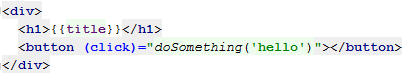 <div>
<h1>{{title}}</h1>
<button (click)="doSomething('hello')"></button>
</div>